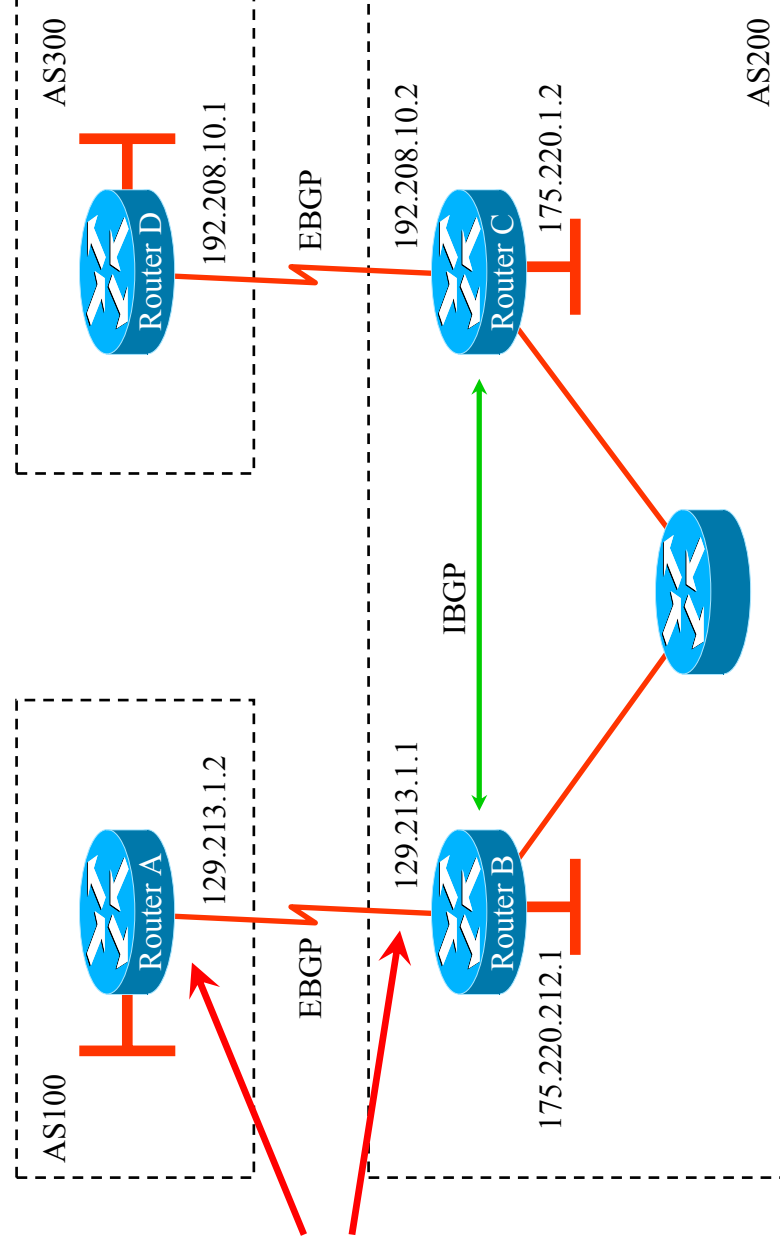 AS100
AS300
Router A
Router D
129.213.1.2
192.208.10.1
EBGP
EBGP
129.213.1.1
192.208.10.2
IBGP
Router B
Router C
175.220.212.1
175.220.1.2
AS200